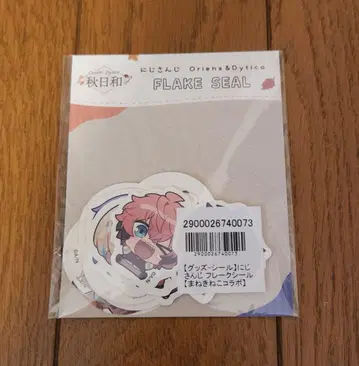 にじさんじ Oriens&Dytica
秋日和
FLAKE SEAL
2900026740073
2900026740073
【グッズ-シール】にじ
さんじ フレークシール
【まねきねこコラボ】